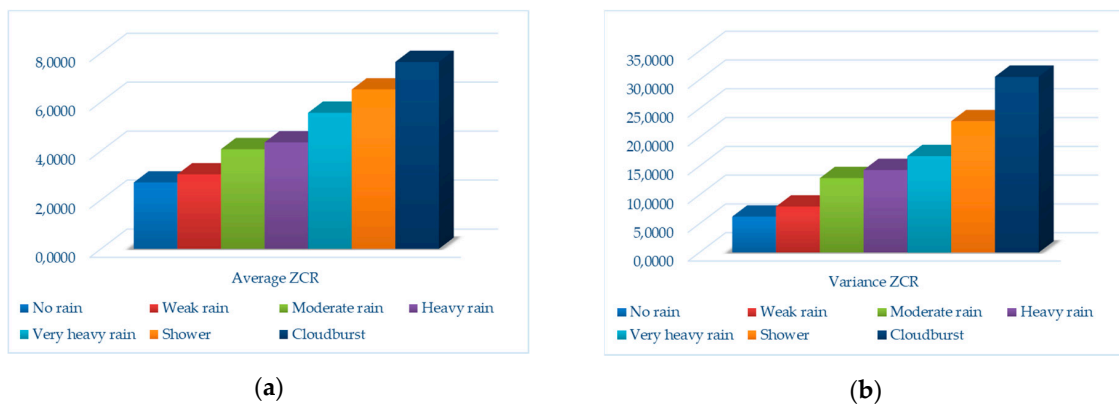 8,0000
6,0000
4,0000
2,0000
0,0000
Average ZCR
No rain Weak rain Moderate rain Heavy rain
Very heavy rain Shower Cloudburst
(a)
35,0000
30,0000
25,0000
20,0000
15,0000
10,0000
5,0000
0,0000
Variance ZCR
No rain Weak rain Moderate rain Heavy rain
Very heavy rain Shower Cloudburst
(b)